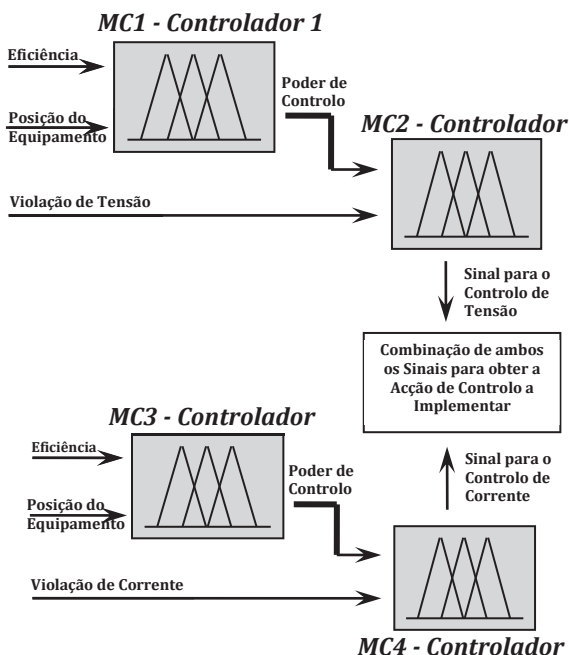 MC1 - Controlador 1
Eficiência
Posição do
Equipamento
Poder de
Controlo
MC2 - Controlador
Violação de Tensão
Sinal para o
Controlo de
Tensão
Combinação de ambos
os Sinais para obter a
Acção de Controlo a
Implementar
MC3 - Controlador
Eficiência
Posição do
Equipamento
Poder de
Controlo
Sinal para o
Controlo de
Corrente
Violação de Corrente
MC4 - Controlador